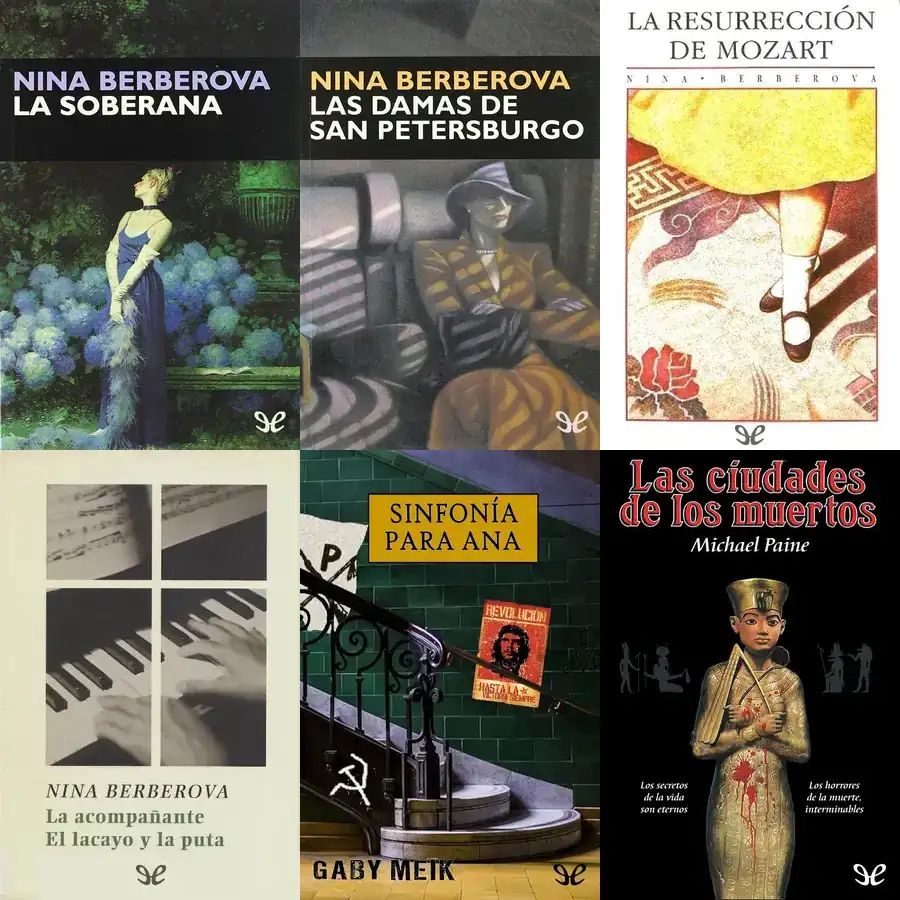 NINA BERBEROVA
LA SOBERANA
NINA BERBEROVA
LAS DAMAS DE
SAN PETERSBURGO
LA RESURRECCIÓN
DE MOZART
NINA • BERBEROVA
NINA BERBEROVA
La acompañante
El lacayo y la puta
SINFONÍA
PARA ANA
REVOLUCIÓN
HASTA LA
VICTORIA SIEMPRE
GABY MEIK
Las ciudades
de los muertos
Michael Paine
Los secretos
de la vida
son eternos
Los horrores
de la muerte,
interminables